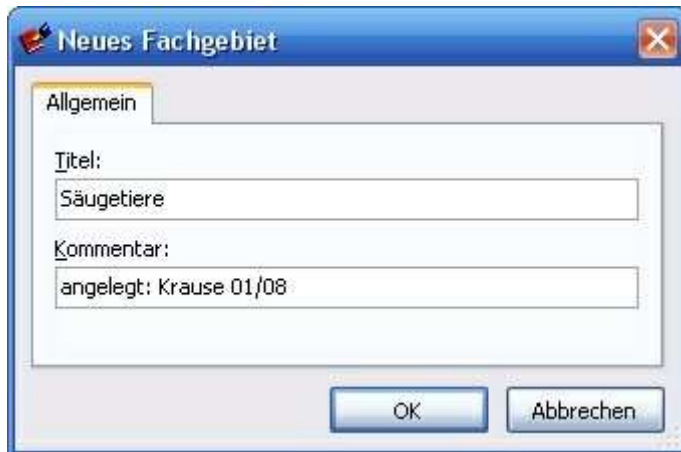 Neues Fachgebiet
Allgemein
Titel:
Säugetiere
Kommentar:
angelegt: Krause 01/08
OK Abbrechen